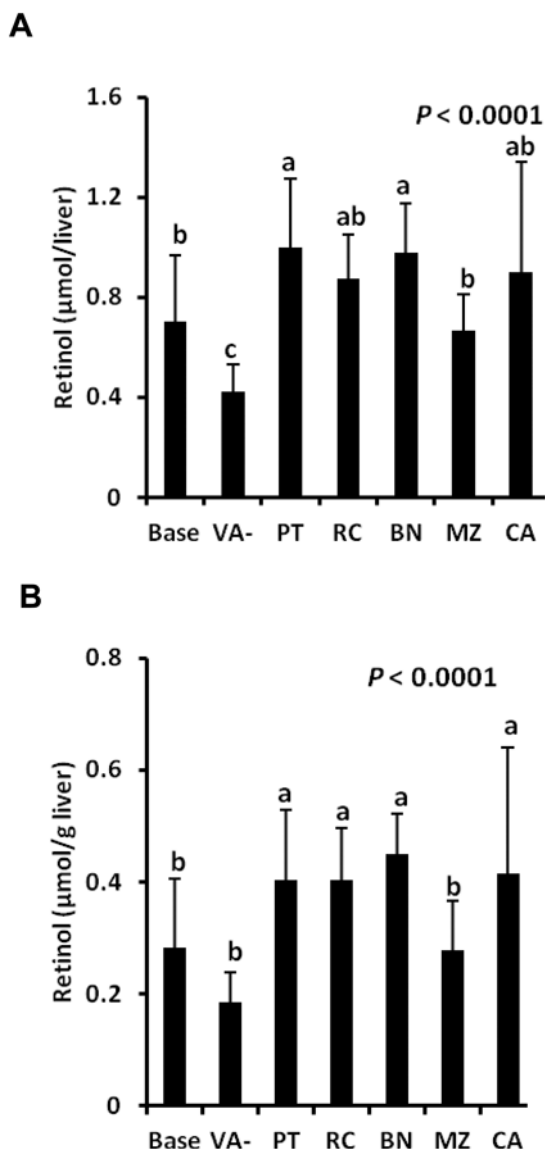 A
Retinol (μmol/liver)
1.6
1.2
0.8
0.4
0
P < 0.0001
b
c
a
ab
a
b
ab
Base VA- PT RC BN MZ CA
B
Retinol (μmol/g liver)
0.8
0.6
0.4
0.2
0
P < 0.0001
b
b
a
a
a
b
a
Base VA- PT RC BN MZ CA